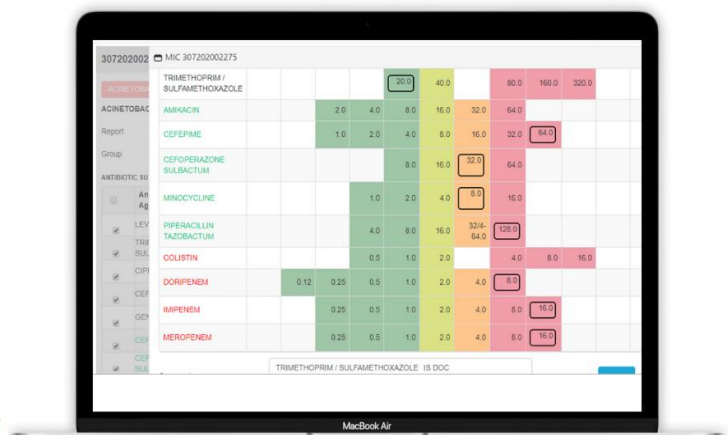 307202002
MIC 307202002275
TRIMETHOPRIM /
SULFAMETHOXAZOLE 20.0 40.0 80.0 160.0 320.0
ACINETOBA
ACINETOBAC
AMIKACIN 2.0 4.0 8.0 16.0 32.0 64.0
Report
CEFEPIME 1.0 2.0 4.0 8.0 16.0 32.0 64.0
Group
CEFOPERAZONE
SULBACTUM 8.0 16.0 32.0 64.0
ANTIBIOTIC SU
An
Ag
MINOCYCLINE 1.0 2.0 4.0 8.0 16.0
LEV
PIPERACILLIN
TAZOBACTUM 4.0 8.0 16.0 32/4-
64.0 128.0
TRI
SUL
COLISTIN 0.5 1.0 2.0 4.0 8.0 16.0
CIP
DORIPENEM 0.12 0.25 0.5 1.0 2.0 4.0 8.0
CEF
IMIPENEM 0.25 0.5 1.0 2.0 4.0 8.0 16.0
GEN
MEROPENEM 0.25 0.5 1.0 2.0 4.0 8.0 16.0
CEF
CEF
SUL
TRIMETHOPRIM / SULFAMETHOXAZOLE IS DOC
MacBook Air